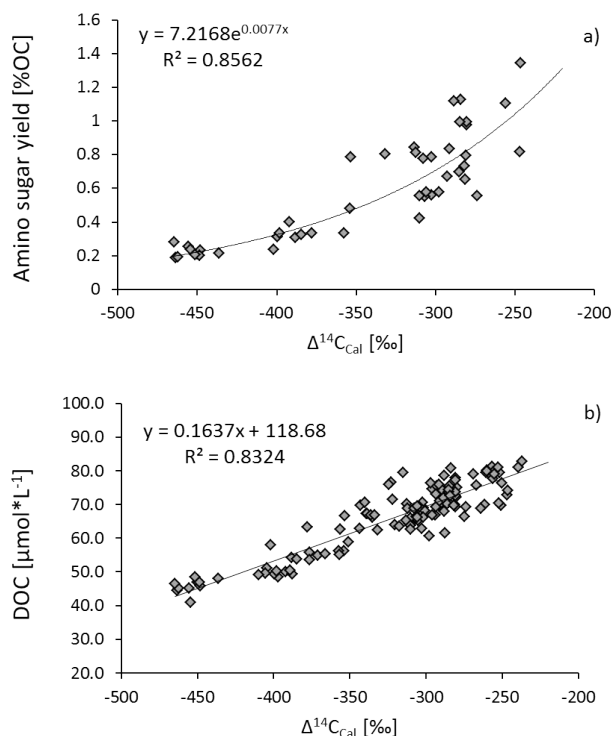 y = 7.2168e^0.0077x
R² = 0.8562
a)
Amino sugar yield [%OC]
1.6
1.4
1.2
1
0.8
0.6
0.4
0.2
0
-500 -450 -400 -350 -300 -250 -200
Δ¹⁴C_Cal [‰]
y = 0.1637x + 118.68
R² = 0.8324
b)
DOC [µmol*L⁻¹]
100.0
90.0
80.0
70.0
60.0
50.0
40.0
30.0
20.0
-500 -450 -400 -350 -300 -250 -200
Δ¹⁴C_Cal [‰]